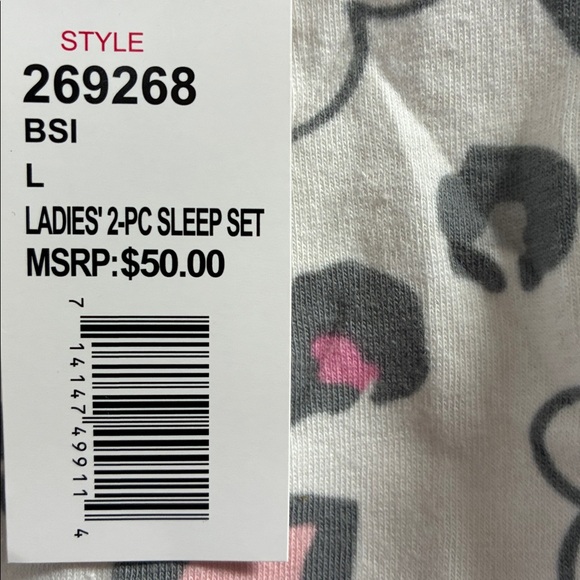 STYLE
269268
BSI
L
LADIES' 2-PC SLEEP SET
MSRP:$50.00
7 14147 49911 4